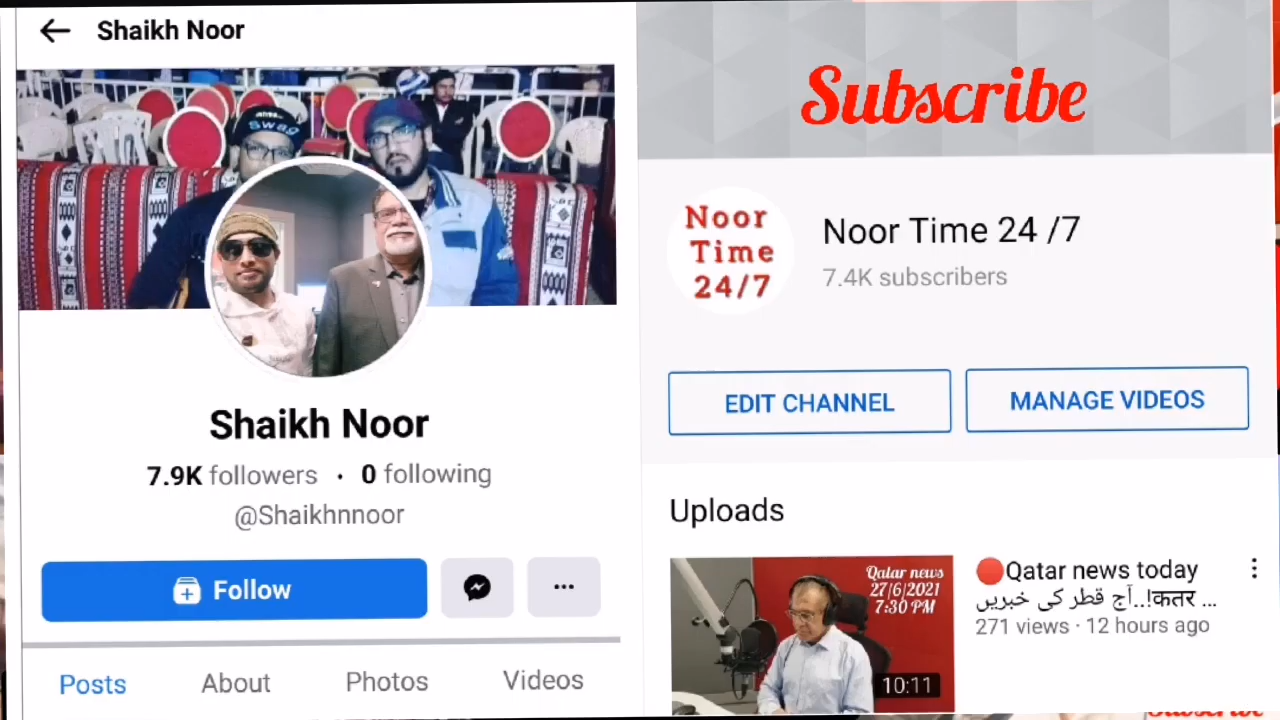 Shaikh Noor
Swag
Shaikh Noor
7.9K followers · 0 following
@Shaikhnnoor
Follow
Posts
About
Photos
Videos
Subscribe
Noor
Time
24/7
Noor Time 24 /7
7.4K subscribers
EDIT CHANNEL
MANAGE VIDEOS
Uploads
Qatar news
27/6/2021
7:30 PM
10:11
🔴Qatar news today
آج قطر کی خبریں..!कतर ...
271 views · 12 hours ago
Subscribe